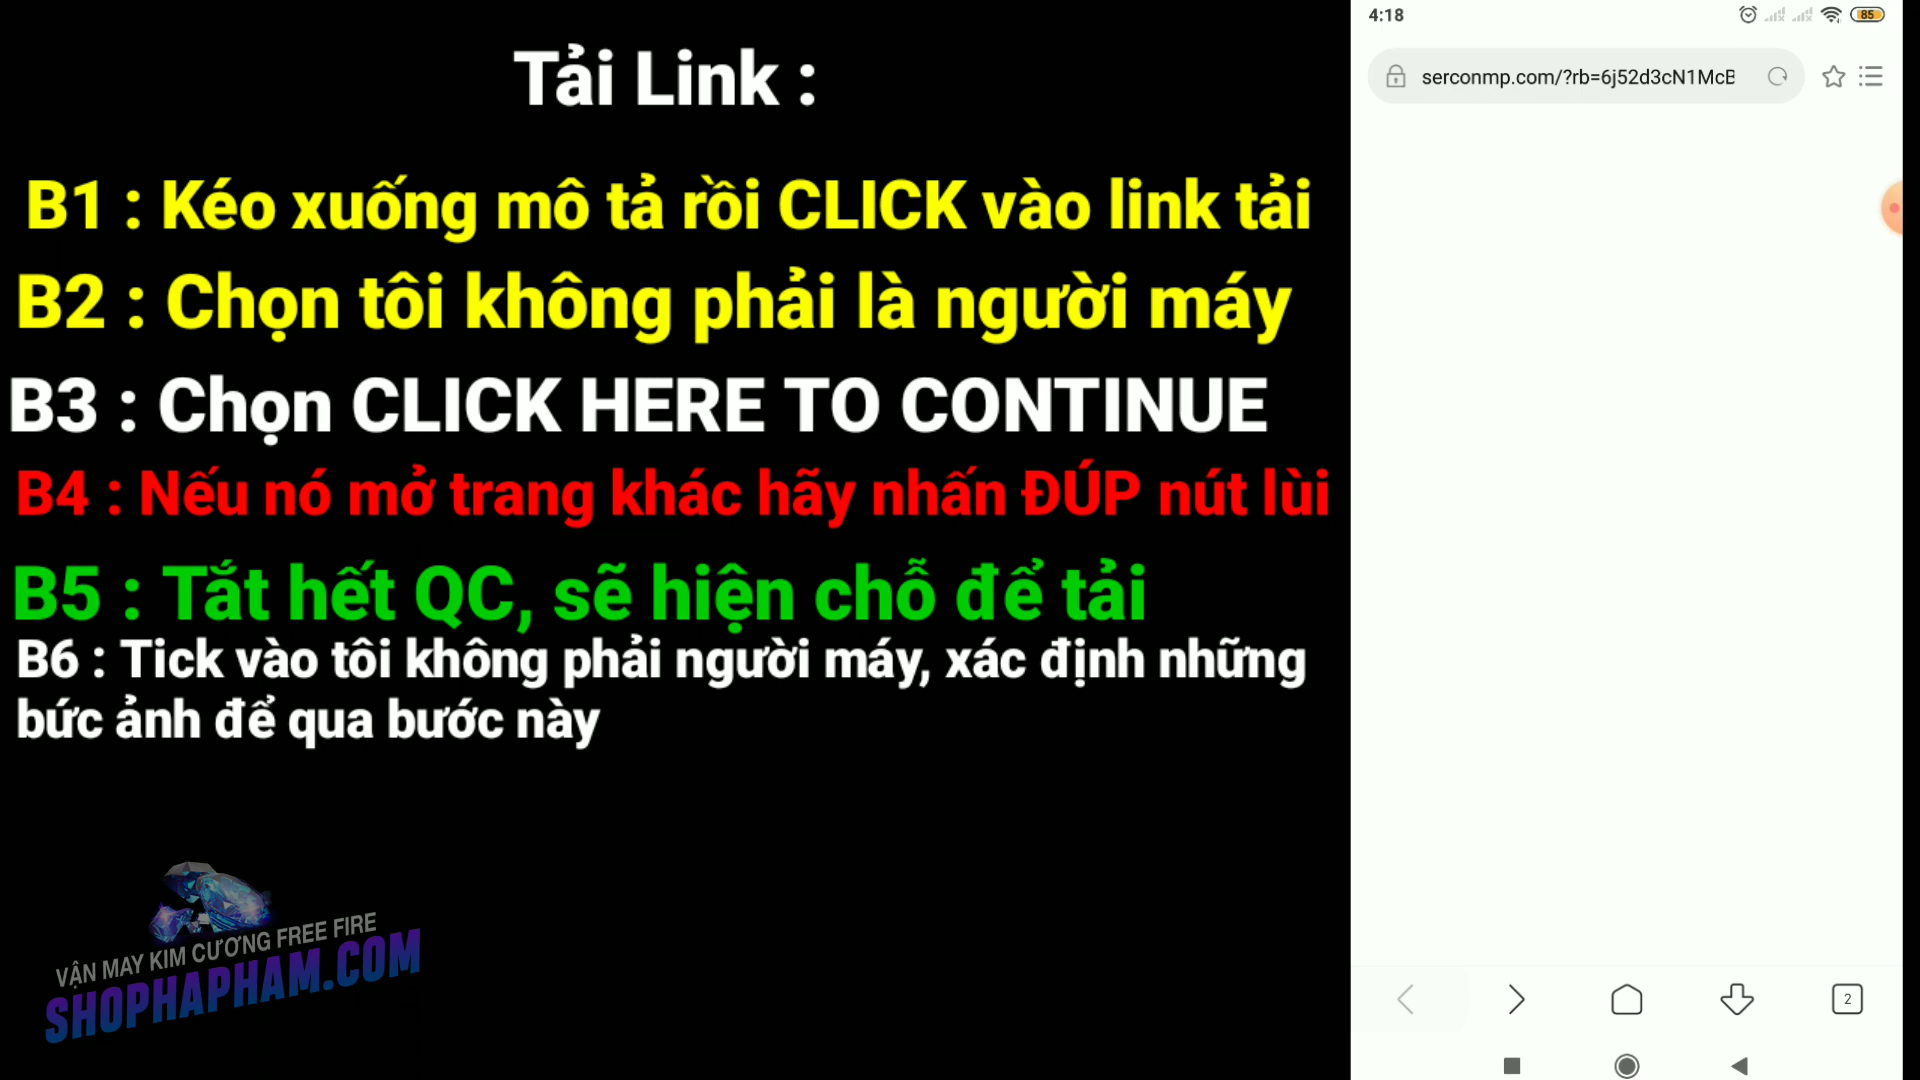 Tải Link :
B1 : Kéo xuống mô tả rồi CLICK vào link tải
B2 : Chọn tôi không phải là người máy
B3 : Chọn CLICK HERE TO CONTINUE
B4 : Nếu nó mở trang khác hãy nhấn ĐÚP nút lùi
B5 : Tắt hết QC, sẽ hiện chỗ để tải
B6 : Tick vào tôi không phải người máy, xác định những
bức ảnh để qua bước này
VẬN MAY KIM CƯƠNG FREE FIRE
SHOPHAPHAM.COM
4:18
85
serconmp.com/?rb=6j52d3cN1McB
2